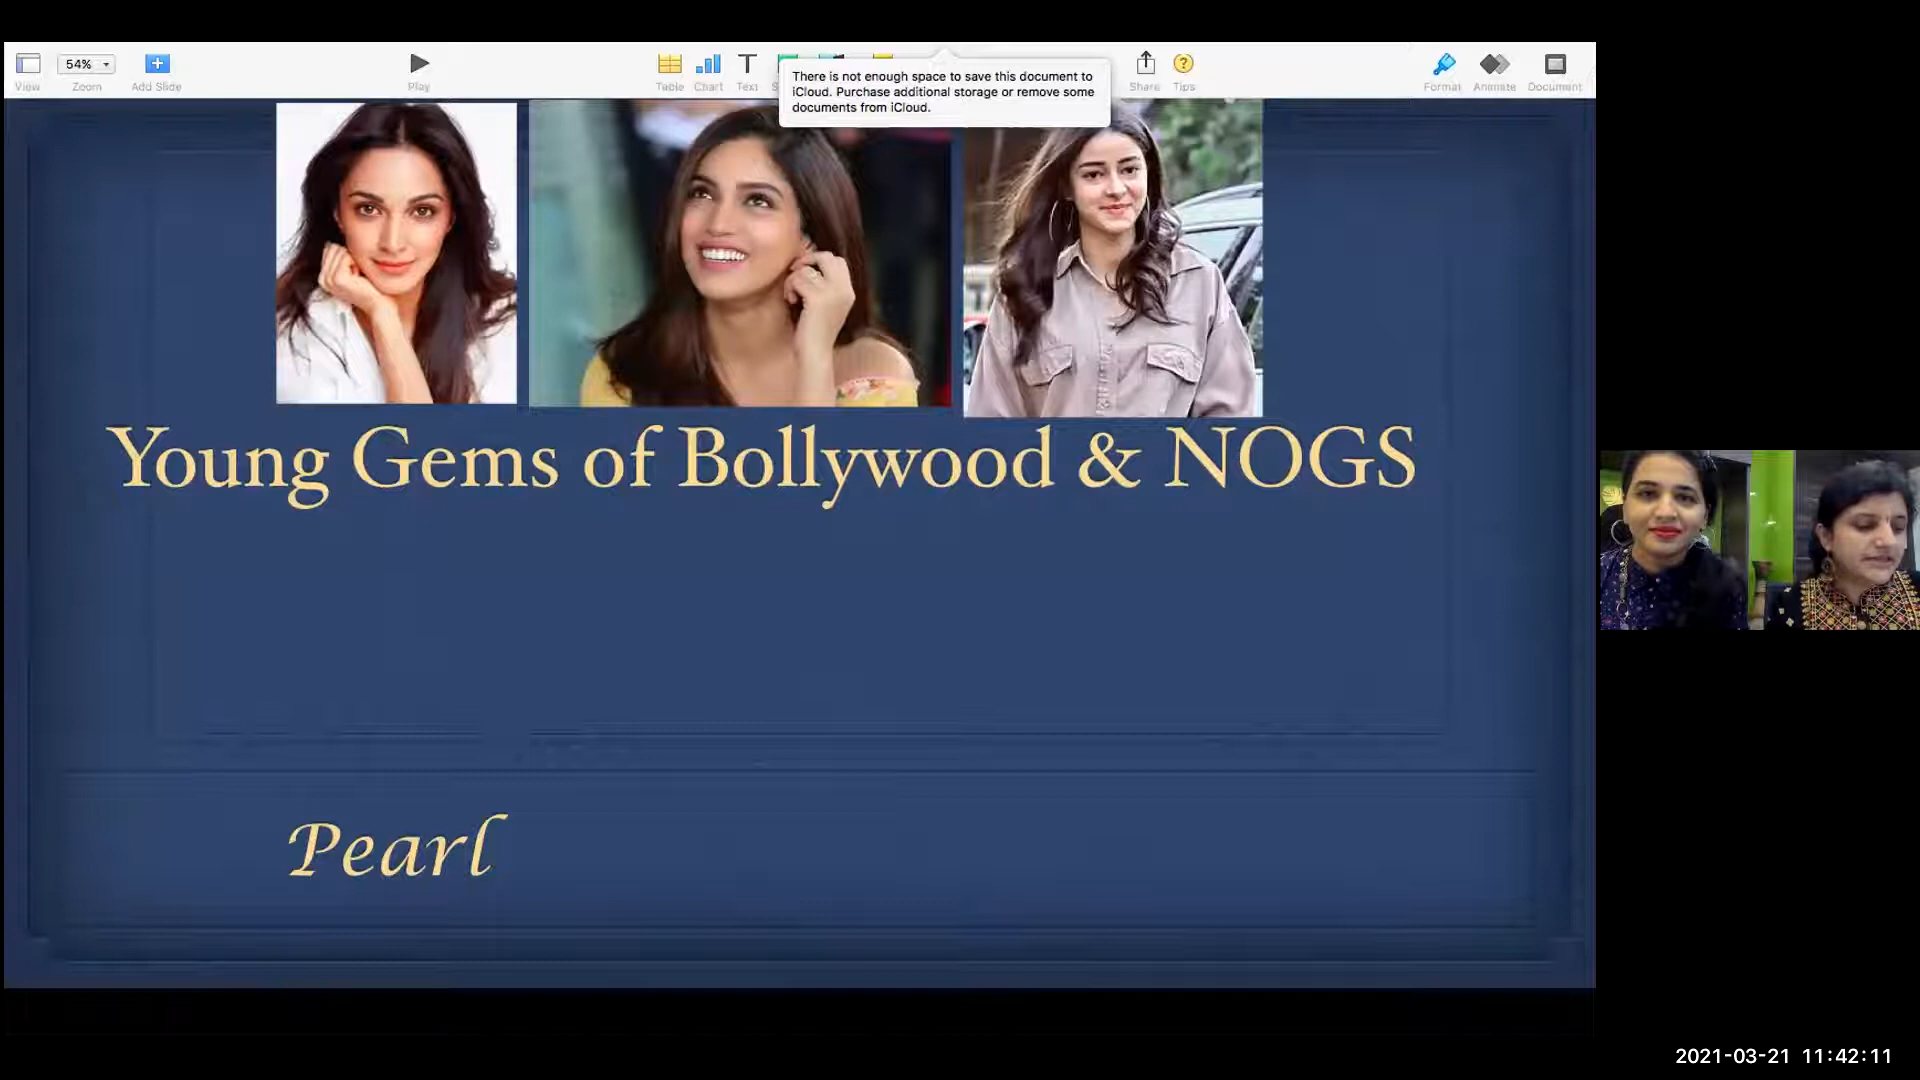 54%
View
Zoom
Add Slide
Play
Table
Chart
Text
There is not enough space to save this document to
iCloud. Purchase additional storage or remove some
documents from iCloud.
Share
Tips
Format
Animate
Document
Young Gems of Bollywood & NOGS
Pearl
2021-03-21 11:42:11